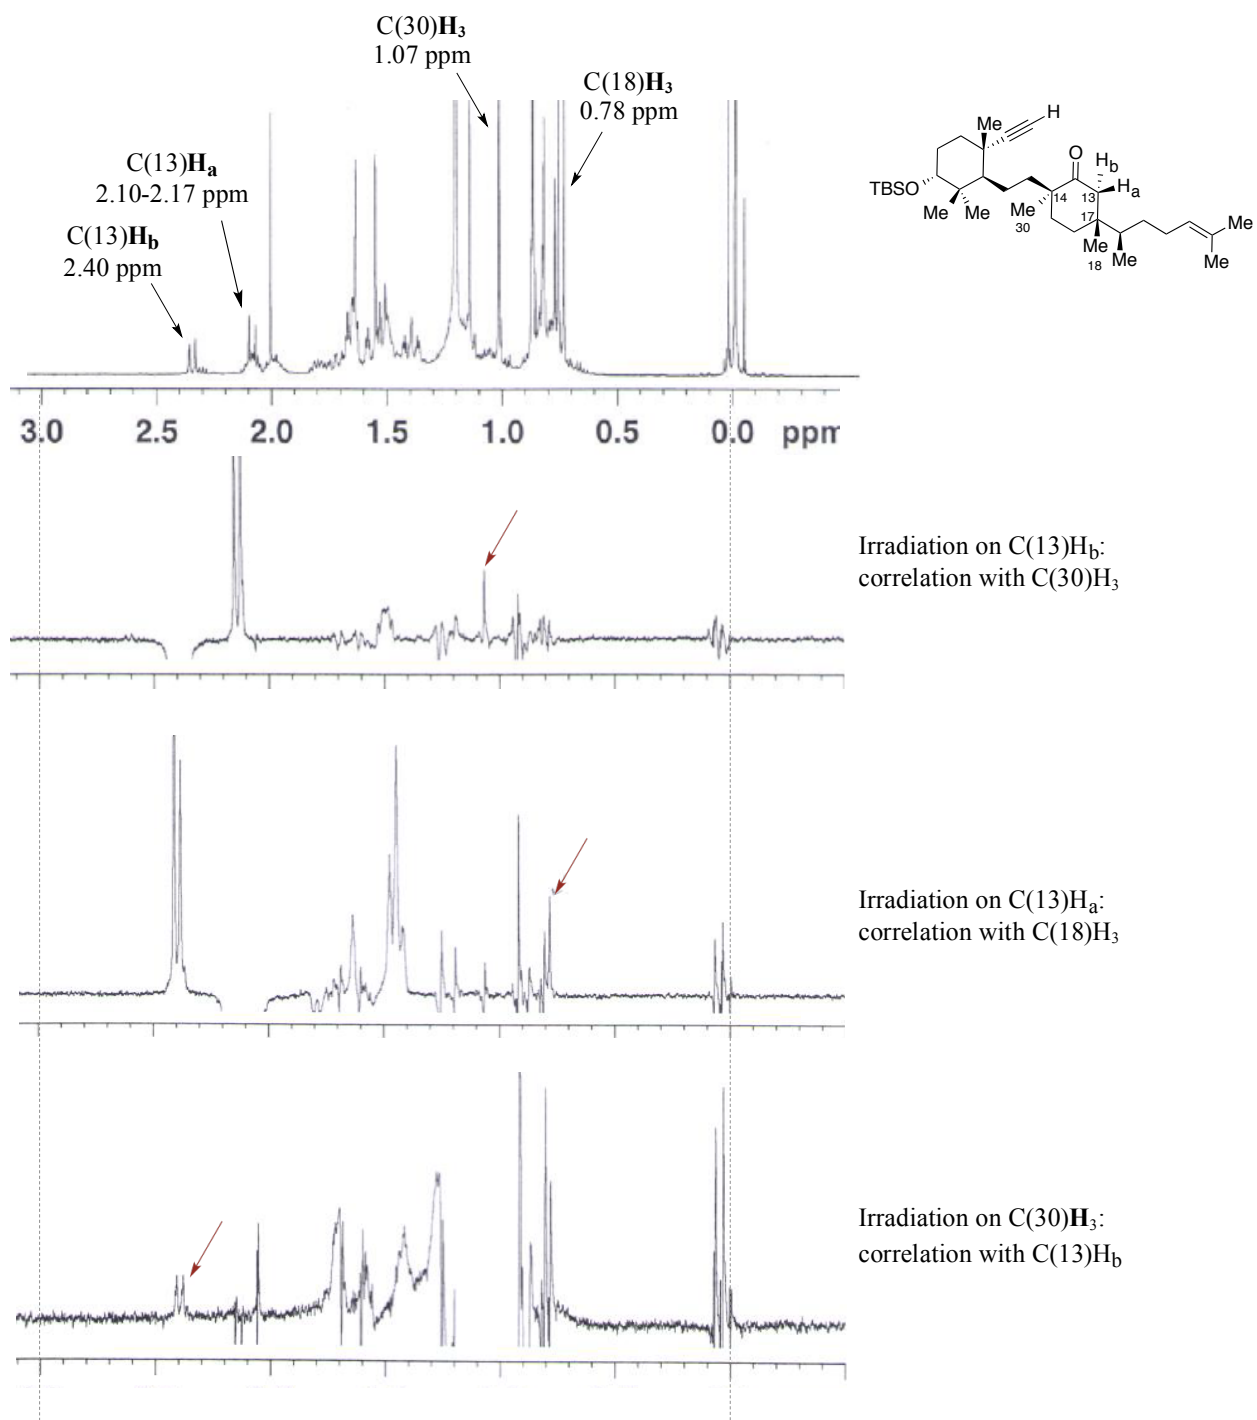 C(30)H3
1.07 ppm
C(18)H3
0.78 ppm
C(13)Ha
2.10-2.17 ppm
C(13)Hb
2.40 ppm
Me
H
O
Hb
Ha
TBSO
14
13
17
Me
Me
Me
30
Me
18
Me
Me
Me
3.0 2.5 2.0 1.5 1.0 0.5 0.0 ppm
Irradiation on C(13)Hb:
correlation with C(30)H3
Irradiation on C(13)Ha:
correlation with C(18)H3
Irradiation on C(30)H3:
correlation with C(13)Hb